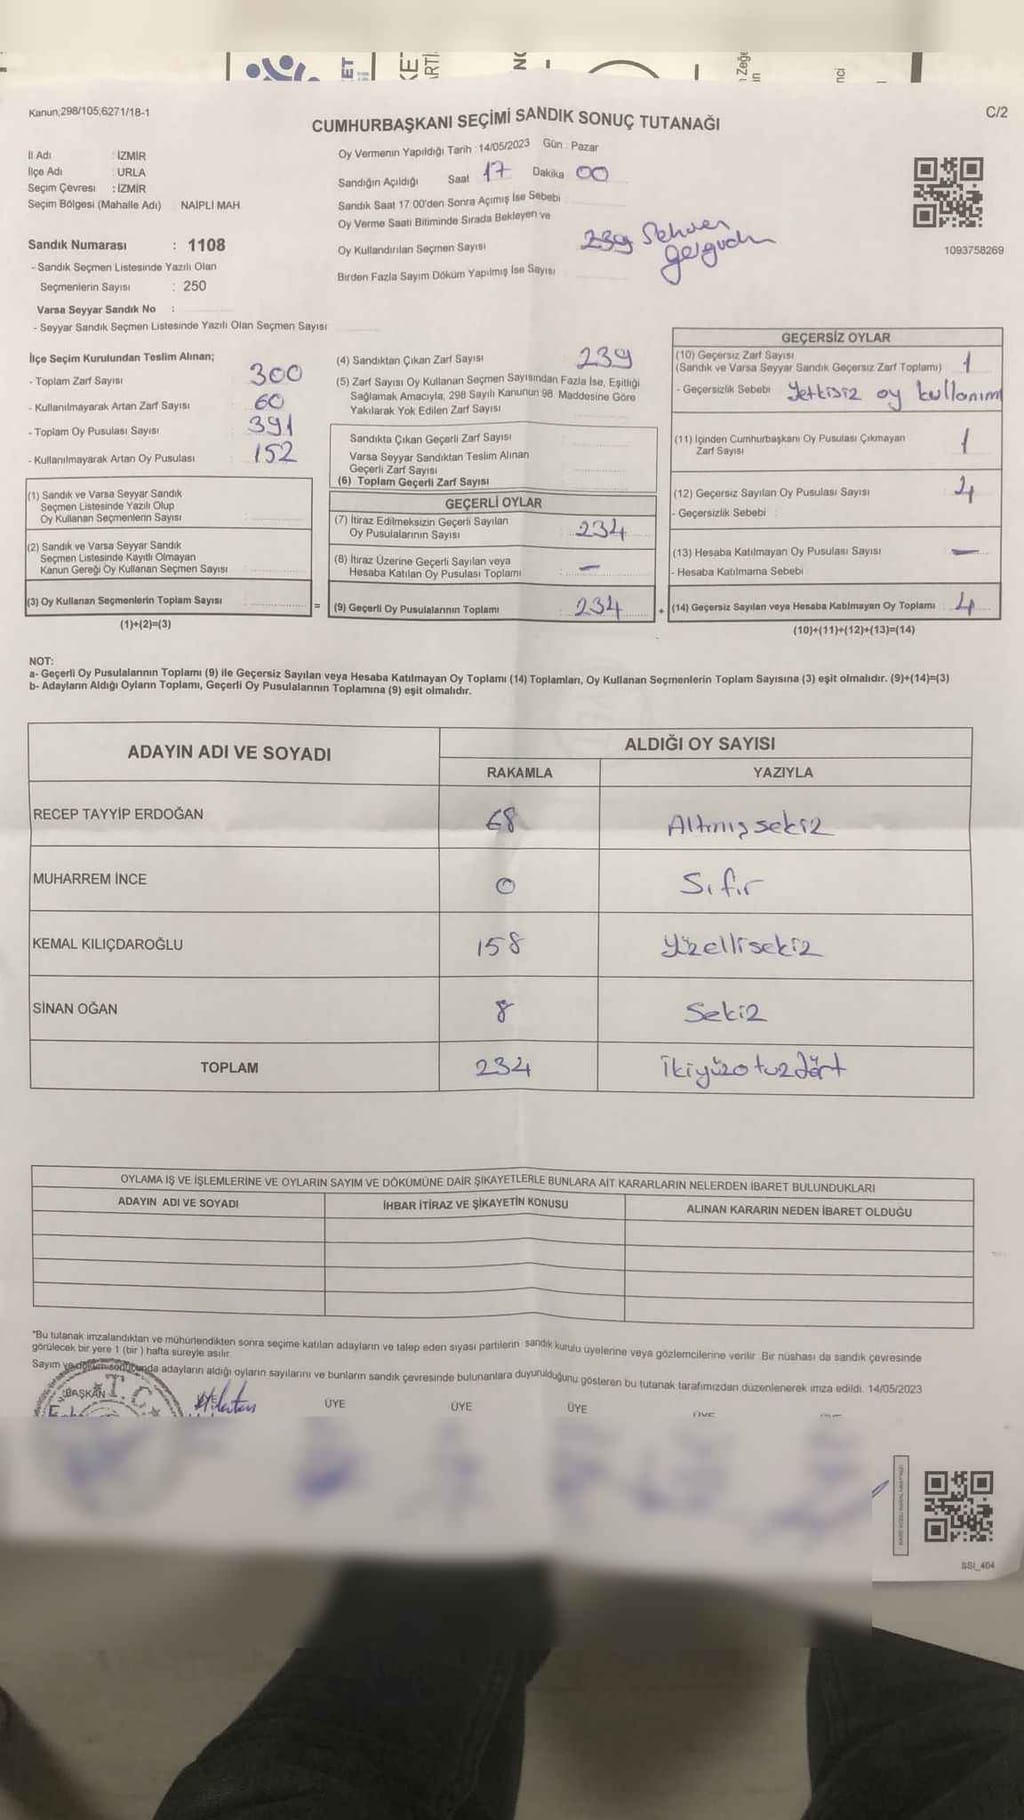 Kanun;298/105;6271/18-1
C/2
CUMHURBAŞKANI SEÇİMİ SANDIK SONUÇ TUTANAĞI
İl Adı : İZMİR
İlçe Adı : URLA
Seçim Çevresi : İZMİR
Seçim Bölgesi (Mahalle Adı) NAİPLİ MAH
Sandık Numarası : 1108
- Sandık Seçmen Listesinde Yazılı Olan
Seçmenlerin Sayısı : 250
Varsa Seyyar Sandık No :
- Seyyar Sandık Seçmen Listesinde Yazılı Olan Seçmen Sayısı
Oy Vermenin Yapıldığı Tarih : 14/05/2023 Gün : Pazar
Sandığın Açıldığı Saat 17 Dakika 00
Sandık Saat 17:00'den Sonra Açımış İse Sebebi
Oy Verme Saati Bitiminde Sırada Bekleyen ve
Oy Kullandırılan Seçmen Sayısı 239 Sehven
Birden Fazla Sayım Döküm Yapılmış İse Sayısı
1093758269
İlçe Seçim Kurulundan Teslim Alınan;
- Toplam Zarf Sayısı 300
- Kullanılmayarak Artan Zarf Sayısı 60
- Toplam Oy Pusulası Sayısı 391
- Kullanılmayarak Artan Oy Pusulası 152
(1) Sandık ve Varsa Seyyar Sandık
Seçmen Listesinde Yazılı Olup
Oy Kullanan Seçmenlerin Sayısı
(2) Sandık ve Varsa Seyyar Sandık
Seçmen Listesinde Kayıtlı Olmayan
Kanun Gereği Oy Kullanan Seçmen Sayısı
(3) Oy Kullanan Seçmenlerin Toplam Sayısı =
(1)+(2)=(3)
(4) Sandıktan Çıkan Zarf Sayısı 239
(5) Zarf Sayısı Oy Kullanan Seçmen Sayısından Fazla İse, Eşitliği
Sağlamak Amacıyla, 298 Sayılı Kanunun 98. Maddesine Göre
Yakılarak Yok Edilen Zarf Sayısı
Sandıkta Çıkan Geçerli Zarf Sayısı
Varsa Seyyar Sandıktan Teslim Alınan
Geçerli Zarf Sayısı
(6) Toplam Geçerli Zarf Sayısı
GEÇERLİ OYLAR
(7) İtiraz Edilmeksizin Geçerli Sayılan
Oy Pusulalarının Sayısı 234
(8) İtiraz Üzerine Geçerli Sayılan veya
Hesaba Katılan Oy Pusulası Toplamı -
(9) Geçerli Oy Pusulalarının Toplamı 234 +
GEÇERSİZ OYLAR
(10) Geçersiz Zarf Sayısı
(Sandık ve Varsa Seyyar Sandık Geçersiz Zarf Toplamı) 1
- Geçersizlik Sebebi : Yetkisiz oy kullanım
(11) İçinden Cumhurbaşkanı Oy Pusulası Çıkmayan
Zarf Sayısı 1
(12) Geçersiz Sayılan Oy Pusulası Sayısı 4
- Geçersizlik Sebebi :
(13) Hesaba Katılmayan Oy Pusulası Sayısı -
- Hesaba Katılmama Sebebi
(14) Geçersiz Sayılan veya Hesaba Katılmayan Oy Toplamı 4
(10)+(11)+(12)+(13)=(14)
NOT:
a- Geçerli Oy Pusulalarının Toplamı (9) ile Geçersiz Sayılan veya Hesaba Katılmayan Oy Toplamı (14) Toplamları, Oy Kullanan Seçmenlerin Toplam Sayısına (3) eşit olmalıdır. (9)+(14)=(3)
b- Adayların Aldığı Oyların Toplamı, Geçerli Oy Pusulalarının Toplamına (9) eşit olmalıdır.
ADAYIN ADI VE SOYADI
ALDIĞI OY SAYISI
RAKAMLA YAZIYLA
RECEP TAYYİP ERDOĞAN 68 Altmış sekiz
MUHARREM İNCE 0 Sıfır
KEMAL KILIÇDAROĞLU 158 Yüzellisekiz
SİNAN OĞAN 8 Sekiz
TOPLAM 234 İkiyüzotuzdört
OYLAMA İŞ VE İŞLEMLERİNE VE OYLARIN SAYIM VE DÖKÜMÜNE DAİR ŞİKAYETLERLE BUNLARA AİT KARARLARIN NELERDEN İBARET BULUNDUKLARI
ADAYIN ADI VE SOYADI İHBAR İTİRAZ VE ŞİKAYETİN KONUSU ALINAN KARARIN NEDEN İBARET OLDUĞU
*Bu tutanak imzalandıktan ve mühürlendikten sonra seçime katılan adayların ve talep eden siyasi partilerin sandık kurulu üyelerine veya gözlemcilerine verilir. Bir nüshası da sandık çevresinde
görülecek bir yere 1 (bir) hafta süreyle asılır.
Sayım ve döküm sonucunda adayların aldığı oyların sayılarını ve bunların sandık çevresinde bulunanlara duyurulduğunu gösteren bu tutanak tarafımızdan düzenlenerek imza edildi. 14/05/2023
BAŞKAN T.C. ÜYE ÜYE ÜYE ÜYE
SSİ_404